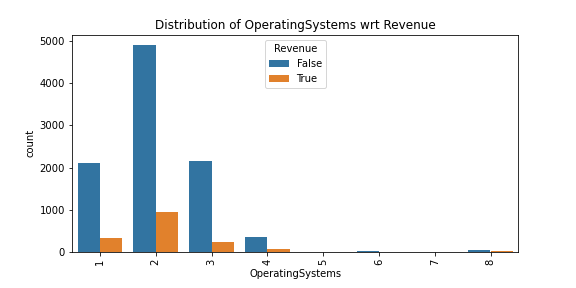 Distribution of OperatingSystems wrt Revenue
Revenue
False
True
count
5000
4000
3000
2000
1000
0
1 2 3 4 5 6 7 8
OperatingSystems